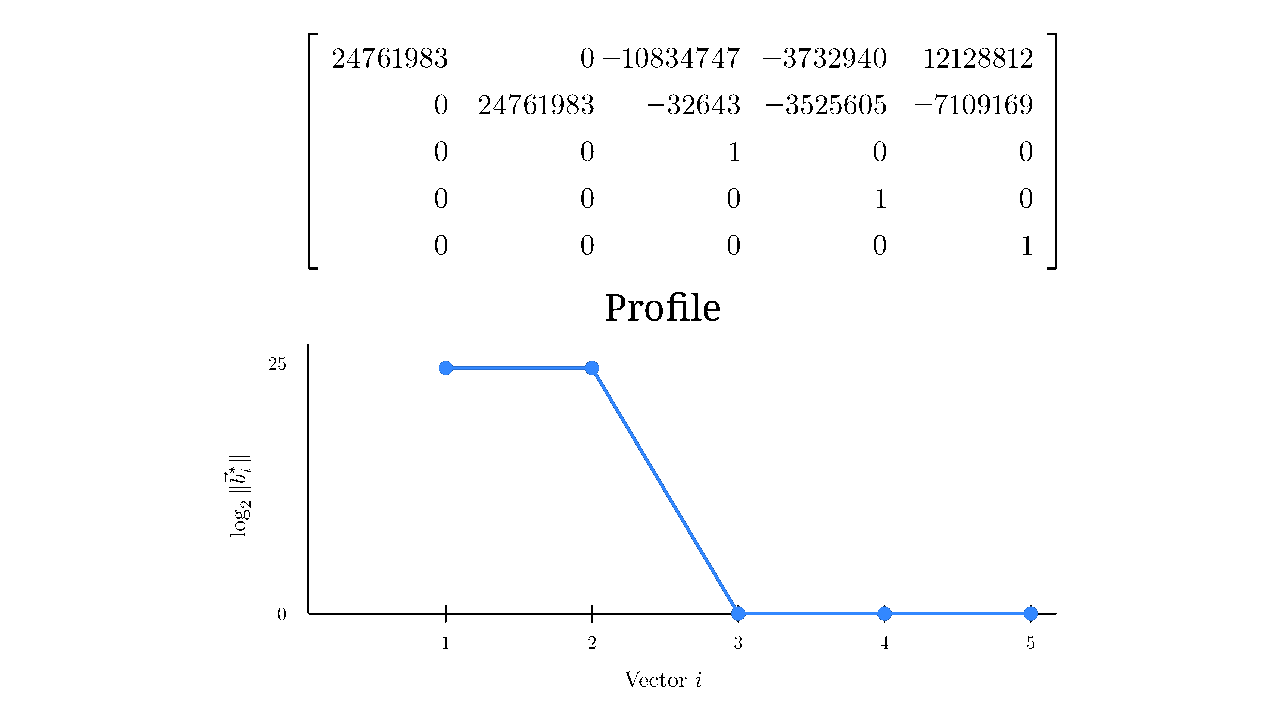 24761983 0 −10834747 −3732940 12128812
0 24761983 −32643 −3525605 −7109169
0 0 1 0 0
0 0 0 1 0
0 0 0 0 1
Profile
25
log₂ ‖b⃗ᵢ*‖
0
1 2 3 4 5
Vector i